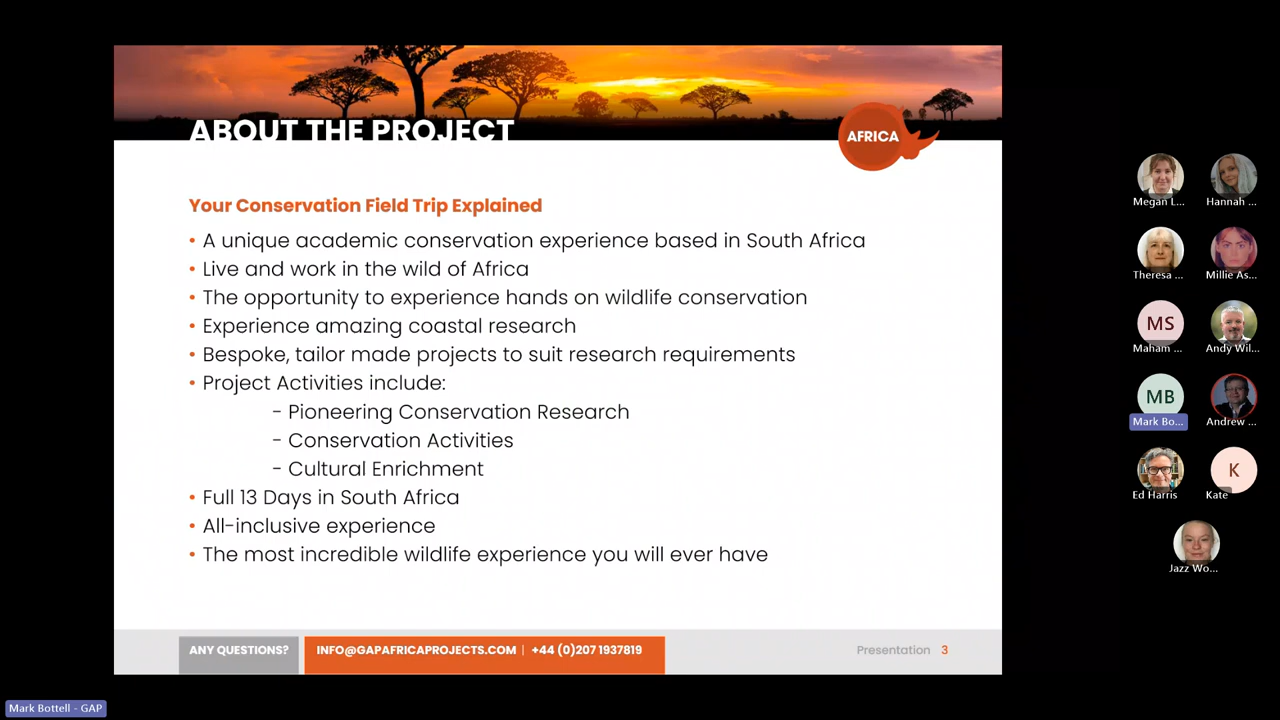 ABOUT THE PROJECT
AFRICA
Your Conservation Field Trip Explained
• A unique academic conservation experience based in South Africa
• Live and work in the wild of Africa
• The opportunity to experience hands on wildlife conservation
• Experience amazing coastal research
• Bespoke, tailor made projects to suit research requirements
• Project Activities include:
- Pioneering Conservation Research
- Conservation Activities
- Cultural Enrichment
• Full 13 Days in South Africa
• All-inclusive experience
• The most incredible wildlife experience you will ever have
ANY QUESTIONS?
INFO@GAPAFRICAPROJECTS.COM | +44 (0)207 1937819
Presentation 3
Megan L...
Hannah ...
Theresa ...
Millie As...
MS
Maham ...
Andy Wil...
MB
Mark Bo...
Andrew ...
Ed Harris
K
Kate
Jazz Wo...
Mark Bottell - GAP